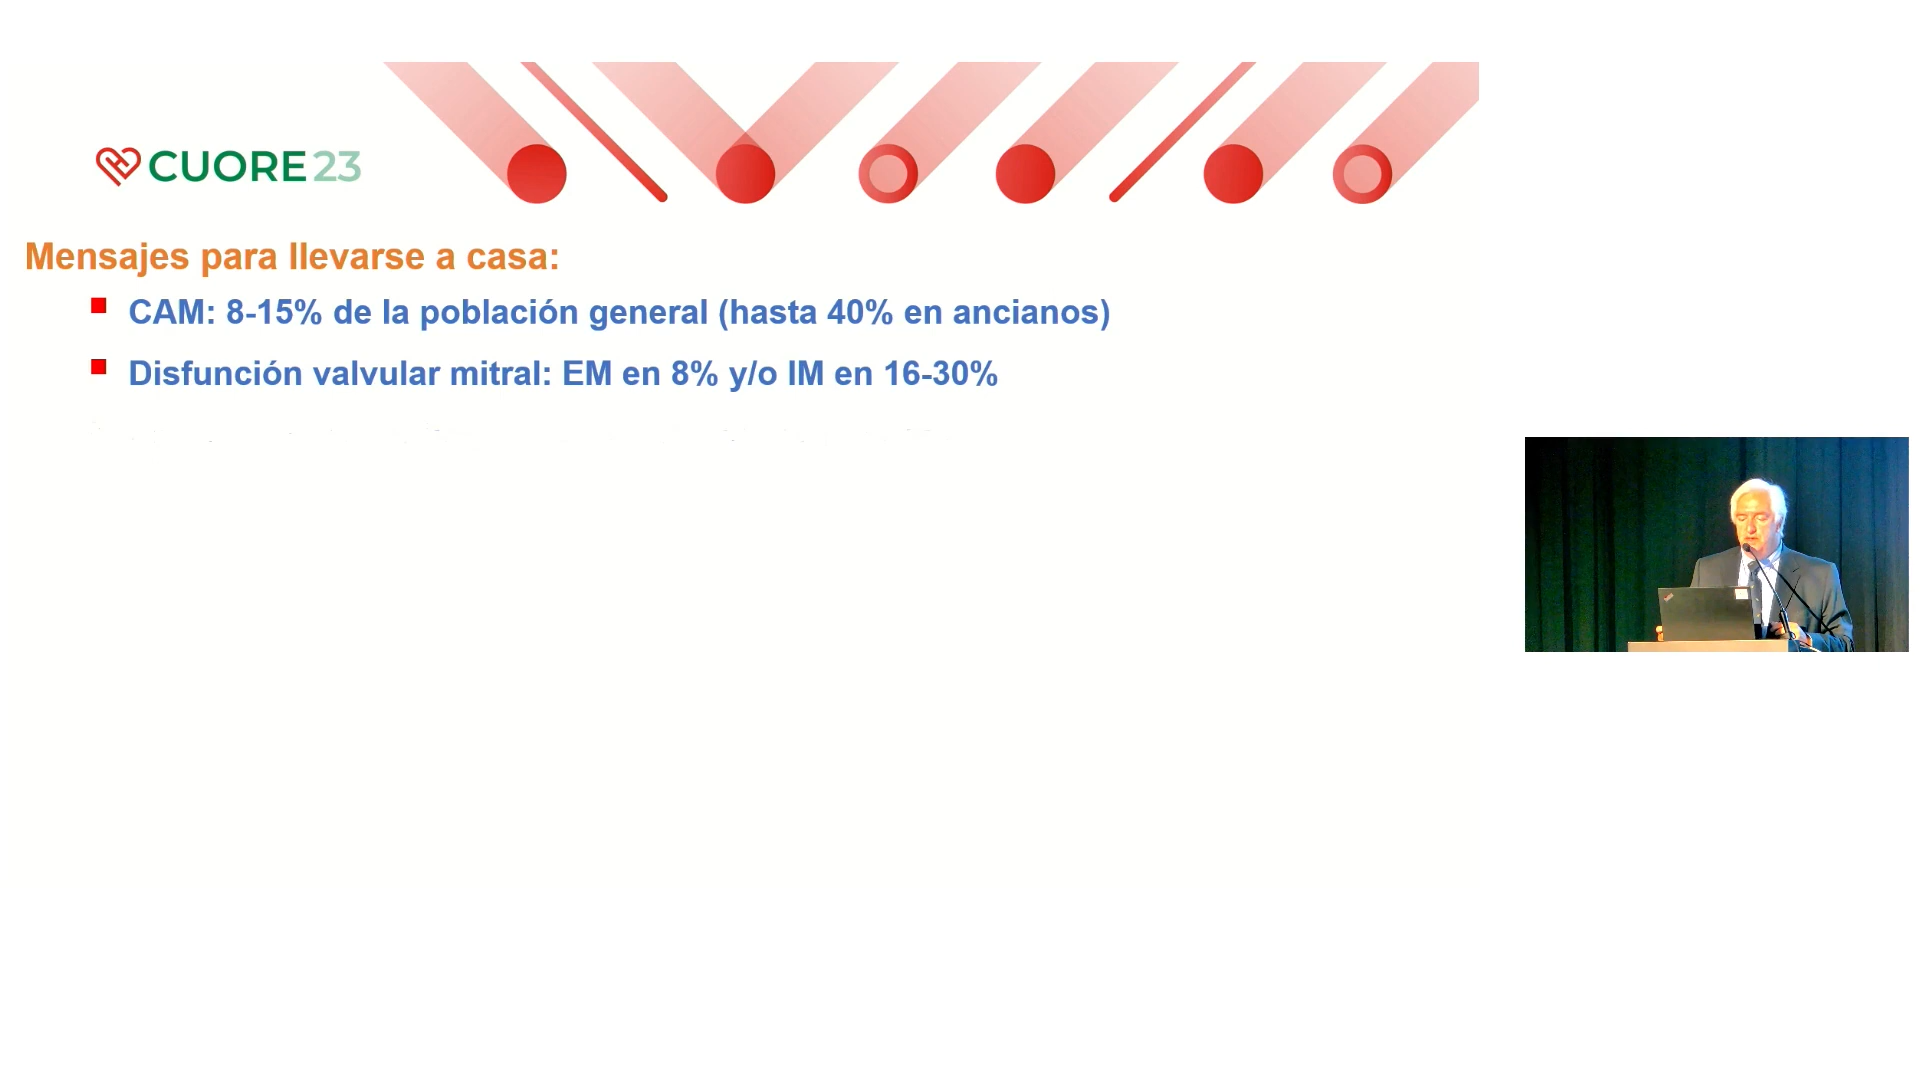 CUORE23
Mensajes para llevarse a casa:
CAM: 8-15% de la población general (hasta 40% en ancianos)
Disfunción valvular mitral: EM en 8% y/o IM en 16-30%